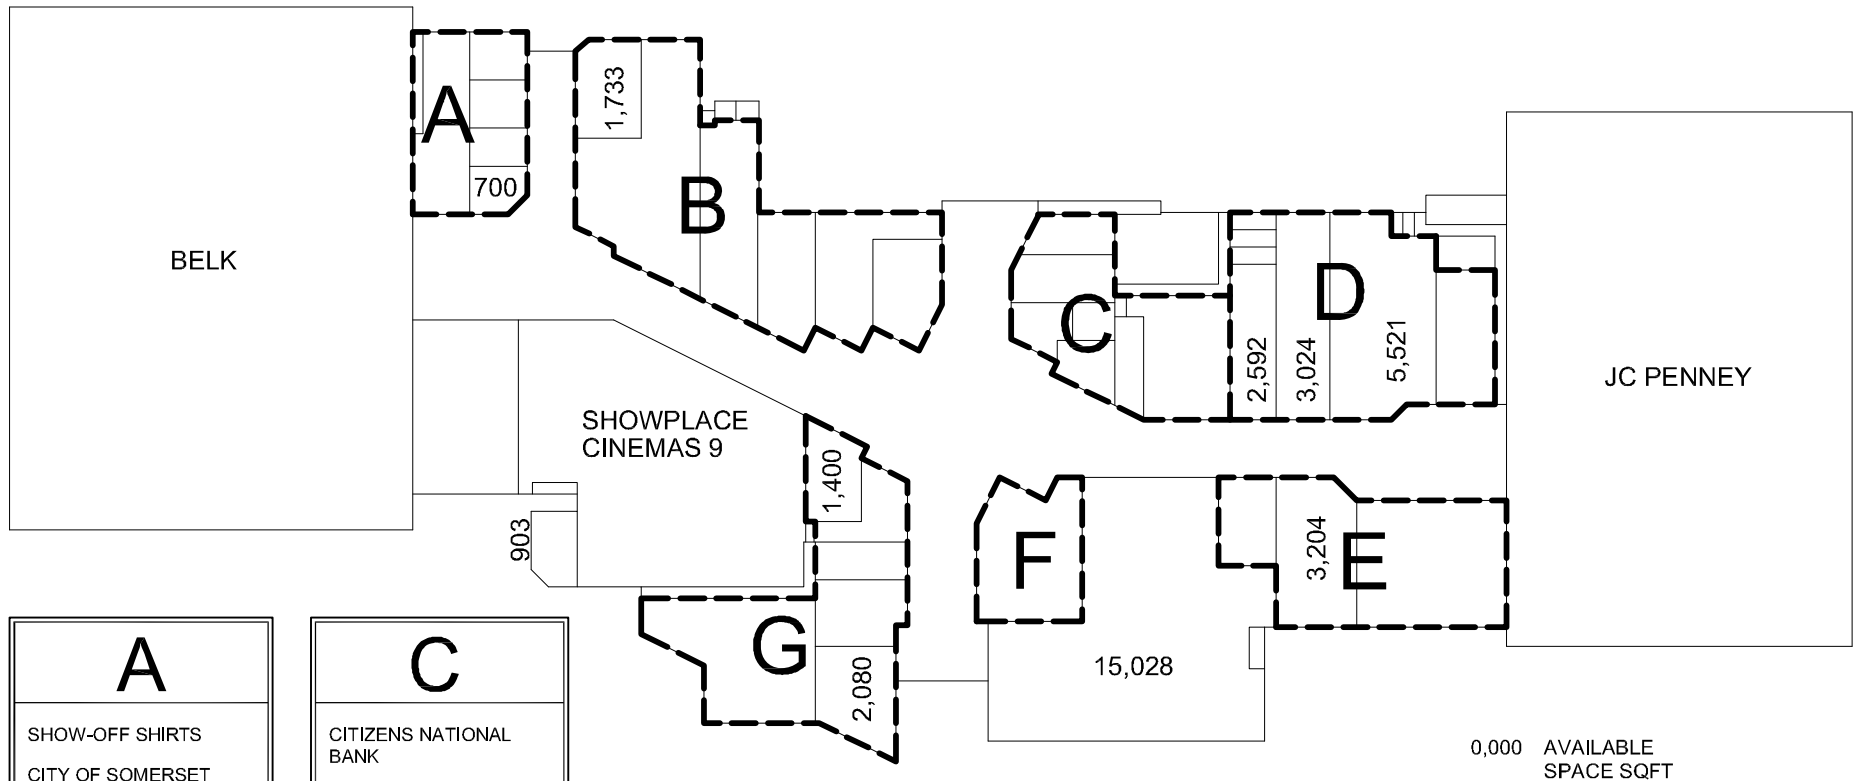 A
700
BELK
1,733
B
C
D
2,592
3,024
5,521
JC PENNEY
SHOWPLACE
CINEMAS 9
903
1,400
G
2,080
F
15,028
3,204
E
A
SHOW-OFF SHIRTS
CITY OF SOMERSET
C
CITIZENS NATIONAL
BANK
0,000 AVAILABLE
SPACE SQFT